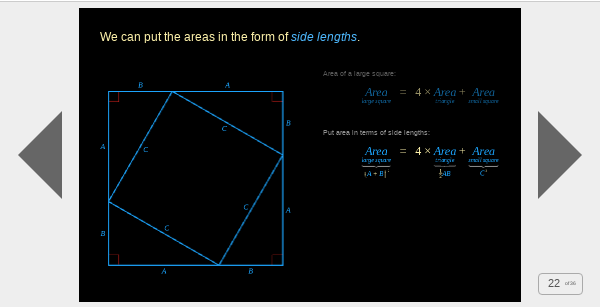 We can put the areas in the form of side lengths.
Area of a large square:
Area = 4 × Area + Area
large square triangle small square
Put area in terms of side lengths:
Area = 4 × Area + Area
large square triangle small square
(A + B)² ½AB C²
B A
C B
A C
C A
B C
A B
22 of 36